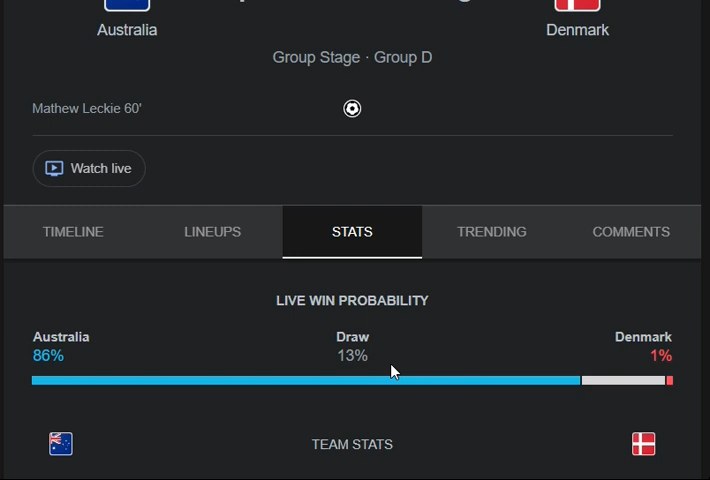 Australia Denmark
Group Stage · Group D
Mathew Leckie 60'
Watch live
TIMELINE LINEUPS STATS TRENDING COMMENTS
LIVE WIN PROBABILITY
Australia Draw Denmark
86% 13% 1%
TEAM STATS